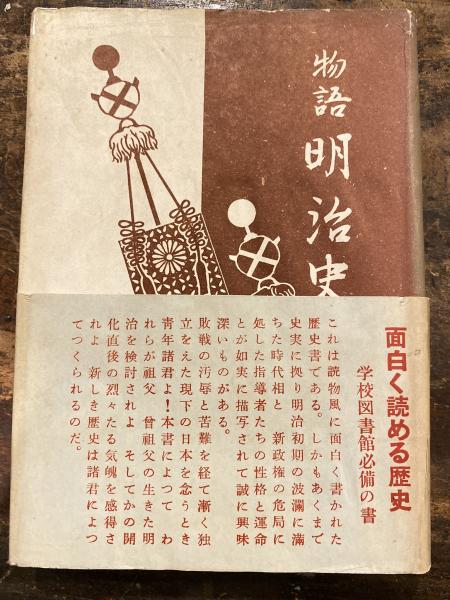 物語
明治史
面白く読める歴史
学校図書館必備の書
これは読物風に面白く書かれた
歴史書である。しかもあくまで
史実に拠り明治初期の波瀾に満
ちた時代相と 新政権の危局に
処した指導者たちの性格と運命
とが如実に描写されて誠に興味
深いものがある。
敗戦の汚辱と苦難を経て漸く独
立をえた現下の日本を念うとき
青年諸君よ!本書によつて わ
れらが祖父 曾祖父の生きた明
治を検討されよ そしてかの開
化直後の烈々たる気魄を感得さ
れよ 新しき歴史は諸君によつ
てつくられるのだ。